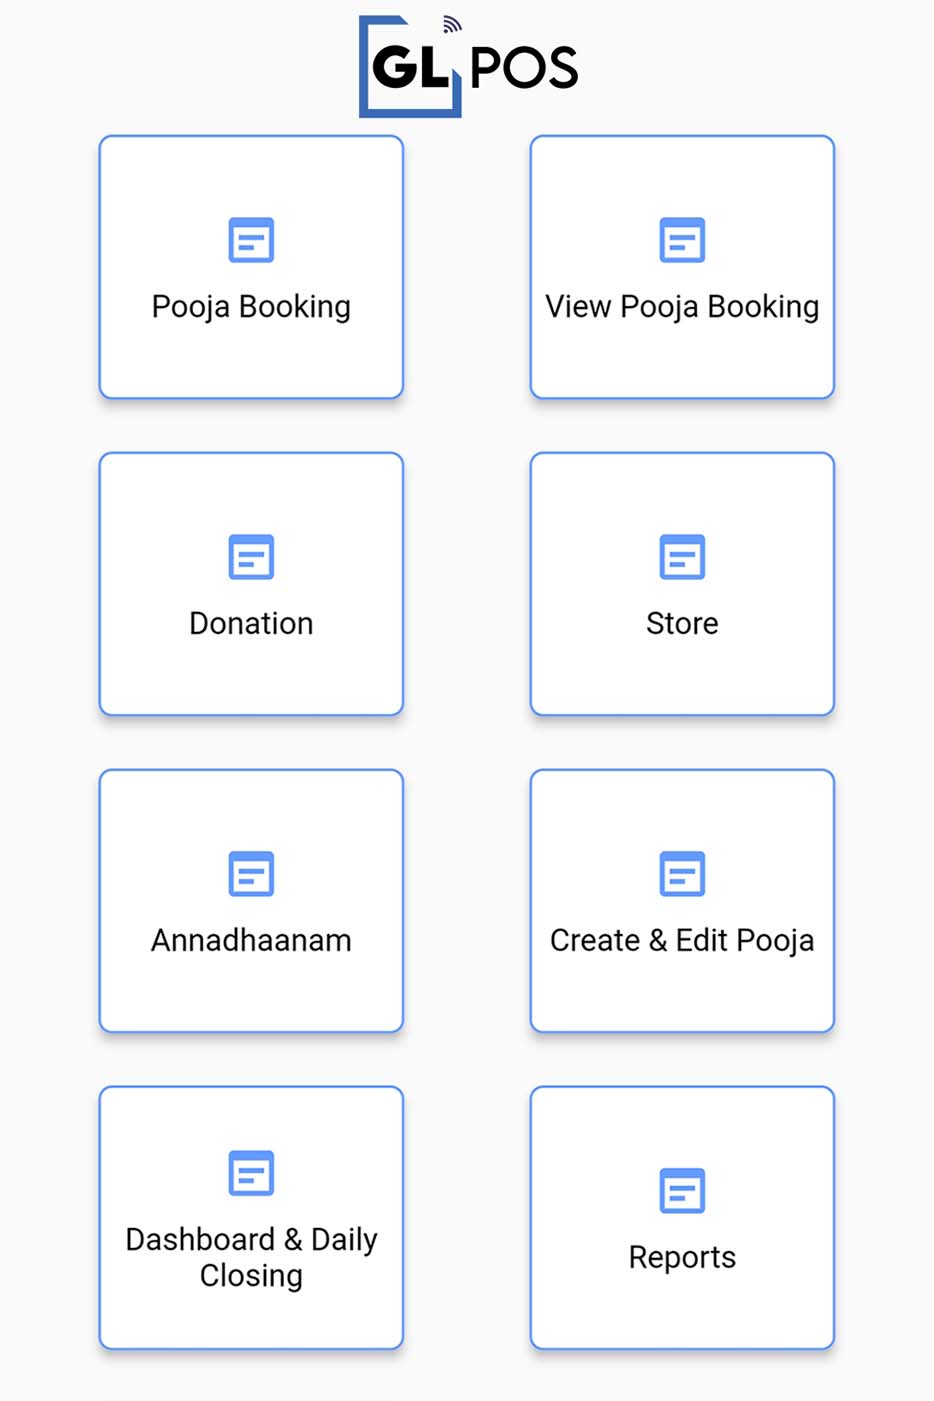 GL POS
Pooja Booking
View Pooja Booking
Donation
Store
Annadhaanam
Create & Edit Pooja
Dashboard & Daily
Closing
Reports